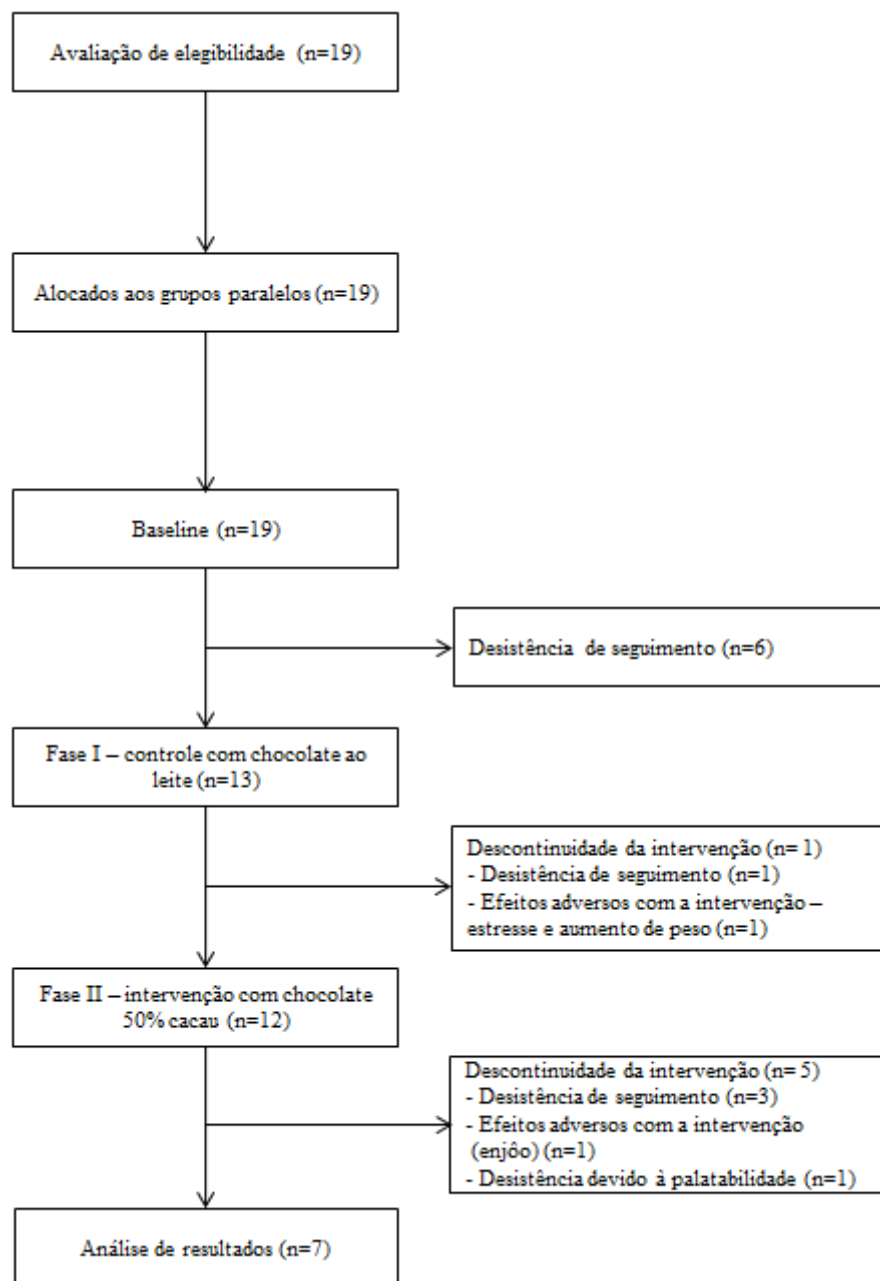 Avaliação de elegibilidade (n=19)
Alocados aos grupos paralelos (n=19)
Baseline (n=19)
Desistência de seguimento (n=6)
Fase I – controle com chocolate ao
leite (n=13)
Descontinuidade da intervenção (n= 1)
- Desistência de seguimento (n=1)
- Efeitos adversos com a intervenção –
estresse e aumento de peso (n=1)
Fase II – intervenção com chocolate
50% cacau (n=12)
Descontinuidade da intervenção (n= 5)
- Desistência de seguimento (n=3)
- Efeitos adversos com a intervenção
(enjôo) (n=1)
- Desistência devido à palatabilidade (n=1)
Análise de resultados (n=7)